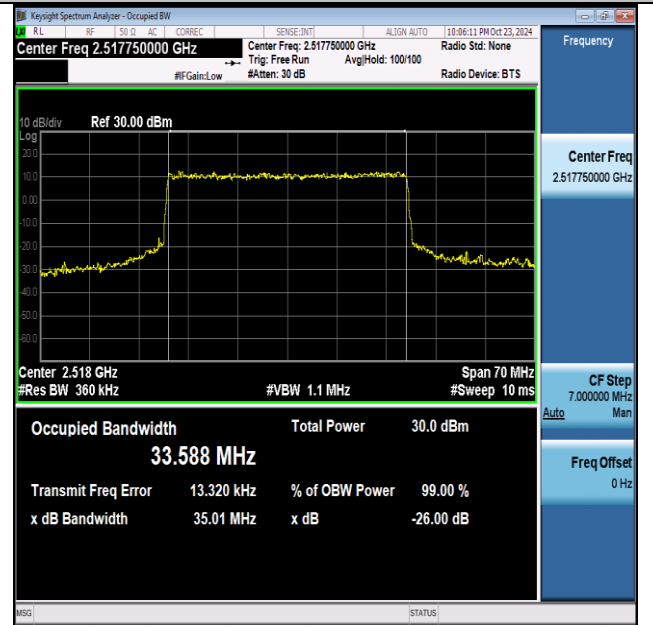 Keysight Spectrum Analyzer - Occupied BW
RL RF 50 Ω AC CORREC SENSE:INT ALIGN AUTO 10:06:11 PM Oct 23, 2024
Center Freq 2.517750000 GHz
Center Freq: 2.517750000 GHz
Radio Std: None
Trig: Free Run Avg|Hold: 100/100
#IFGain:Low
#Atten: 30 dB
Radio Device: BTS
Frequency
10 dB/div Ref 30.00 dBm
Log
20.0
10.0
0.00
-10.0
-20.0
-30.0
-40.0
-50.0
-60.0
Center 2.518 GHz
Span 70 MHz
#Res BW 360 kHz
#VBW 1.1 MHz
#Sweep 10 ms
Occupied Bandwidth
33.588 MHz
Total Power 30.0 dBm
Transmit Freq Error 13.320 kHz
% of OBW Power 99.00 %
x dB Bandwidth 35.01 MHz
x dB -26.00 dB
Center Freq
2.517750000 GHz
CF Step
7.000000 MHz
Auto Man
Freq Offset
0 Hz
MSG
STATUS